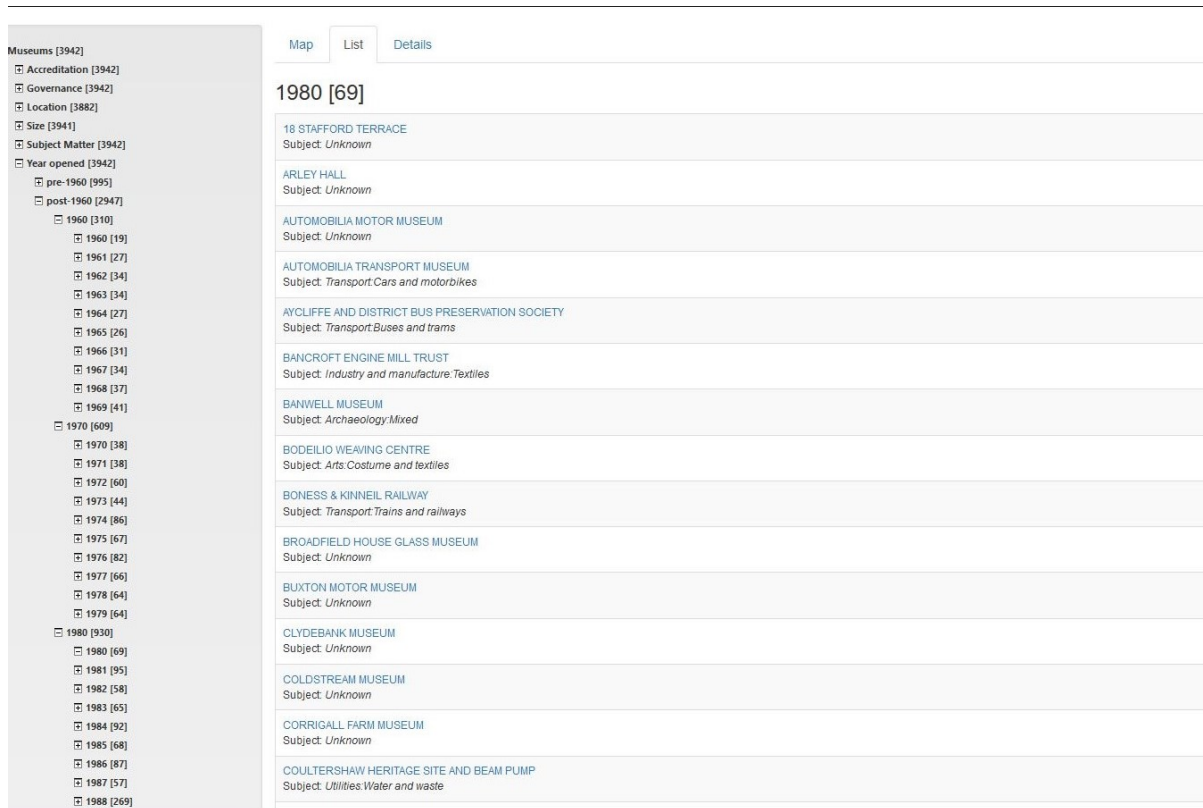 Museums [3942]
Accreditation [3942]
Governance [3942]
Location [3882]
Size [3941]
Subject Matter [3942]
Year opened [3942]
pre-1960 [995]
post-1960 [2947]
1960 [310]
1960 [19]
1961 [27]
1962 [34]
1963 [34]
1964 [27]
1965 [26]
1966 [31]
1967 [34]
1968 [37]
1969 [41]
1970 [609]
1970 [38]
1971 [38]
1972 [60]
1973 [44]
1974 [86]
1975 [67]
1976 [82]
1977 [66]
1978 [64]
1979 [64]
1980 [930]
1980 [69]
1981 [95]
1982 [58]
1983 [65]
1984 [92]
1985 [68]
1986 [87]
1987 [57]
1988 [269]
Map List Details
1980 [69]
18 STAFFORD TERRACE
Subject: Unknown
ARLEY HALL
Subject: Unknown
AUTOMOBILIA MOTOR MUSEUM
Subject: Unknown
AUTOMOBILIA TRANSPORT MUSEUM
Subject: Transport:Cars and motorbikes
AYCLIFFE AND DISTRICT BUS PRESERVATION SOCIETY
Subject: Transport:Buses and trams
BANCROFT ENGINE MILL TRUST
Subject: Industry and manufacture:Textiles
BANWELL MUSEUM
Subject: Archaeology:Mixed
BODEILIO WEAVING CENTRE
Subject: Arts:Costume and textiles
BONESS & KINNEIL RAILWAY
Subject: Transport:Trains and railways
BROADFIELD HOUSE GLASS MUSEUM
Subject: Unknown
BUXTON MOTOR MUSEUM
Subject: Unknown
CLYDEBANK MUSEUM
Subject: Unknown
COLDSTREAM MUSEUM
Subject: Unknown
CORRIGALL FARM MUSEUM
Subject: Unknown
COULTERSHAW HERITAGE SITE AND BEAM PUMP
Subject: Utilities:Water and waste